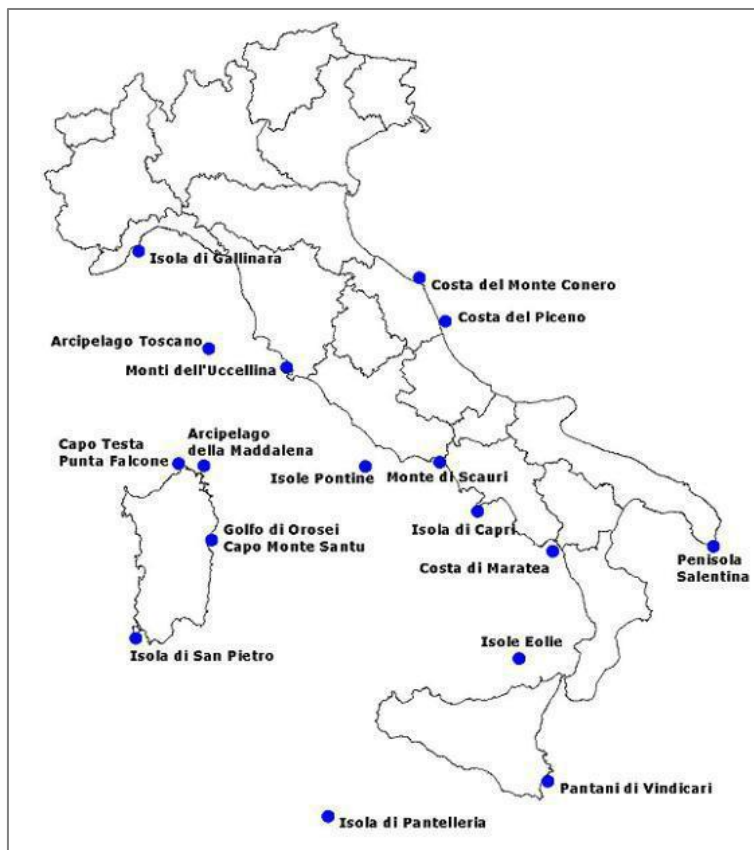 Isola di Gallinara
Costa del Monte Conero
Costa del Piceno
Arcipelago Toscano
Monti dell'Uccellina
Capo Testa
Punta Falcone
Arcipelago
della Maddalena
Isole Pontine
Monte di Scauri
Isola di Capri
Golfo di Orosei
Capo Monte Santu
Costa di Maratea
Penisola
Salentina
Isola di San Pietro
Isole Eolie
Pantani di Vindicari
Isola di Pantelleria